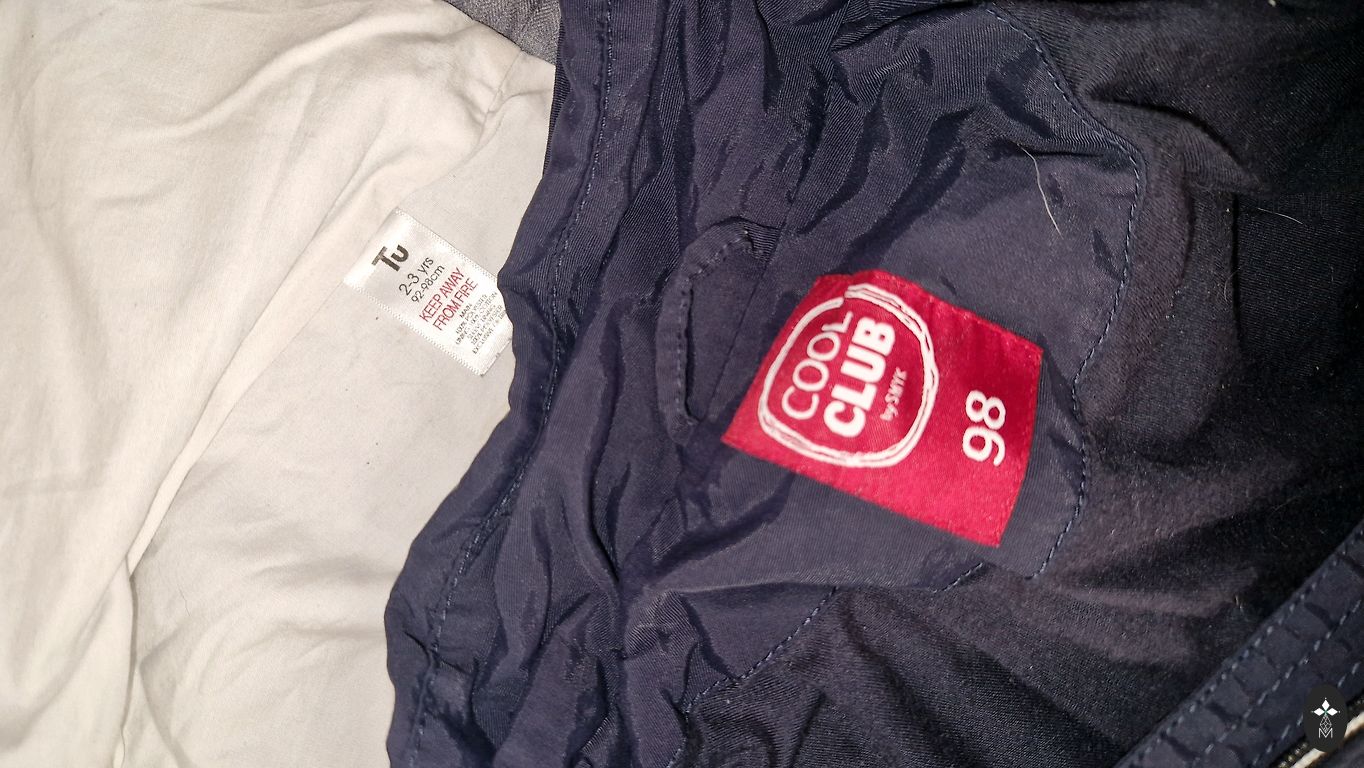 Tu
2-3 yrs
92-98cm
KEEP AWAY
FROM FIRE
COOL
CLUB
by SMYK
98
M